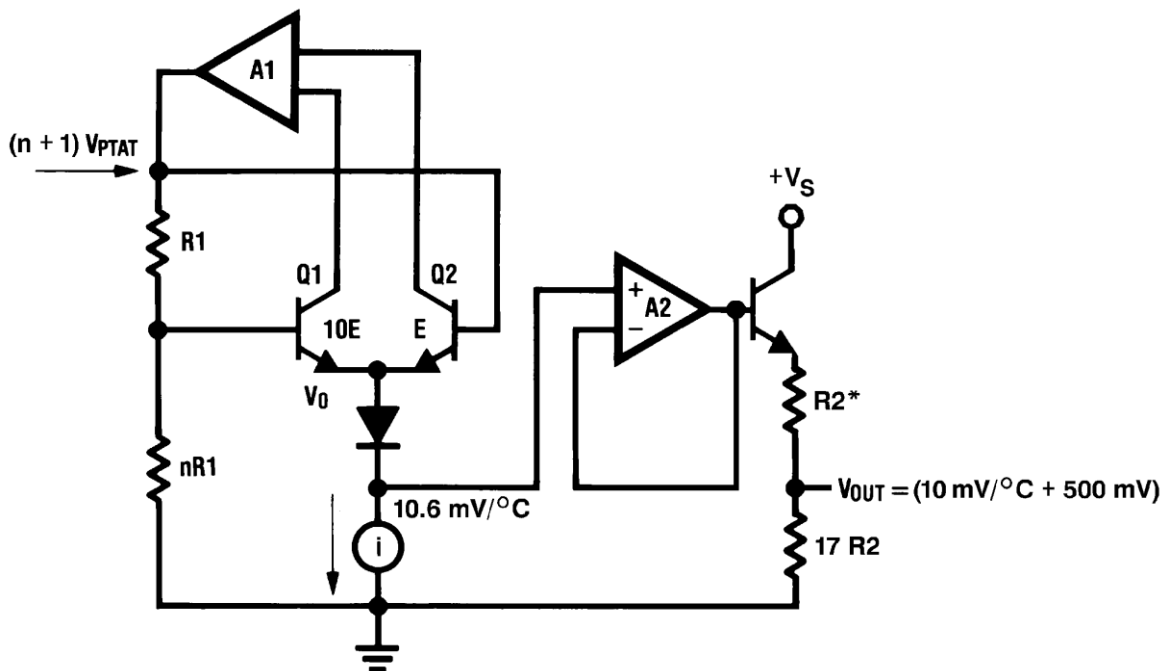 A1
(n + 1) VPTAT
+VS
R1
Q1
Q2
+
A2
−
10E
E
R2*
V0
nR1
10.6 mV/°C
VOUT = (10 mV/°C + 500 mV)
i
17 R2